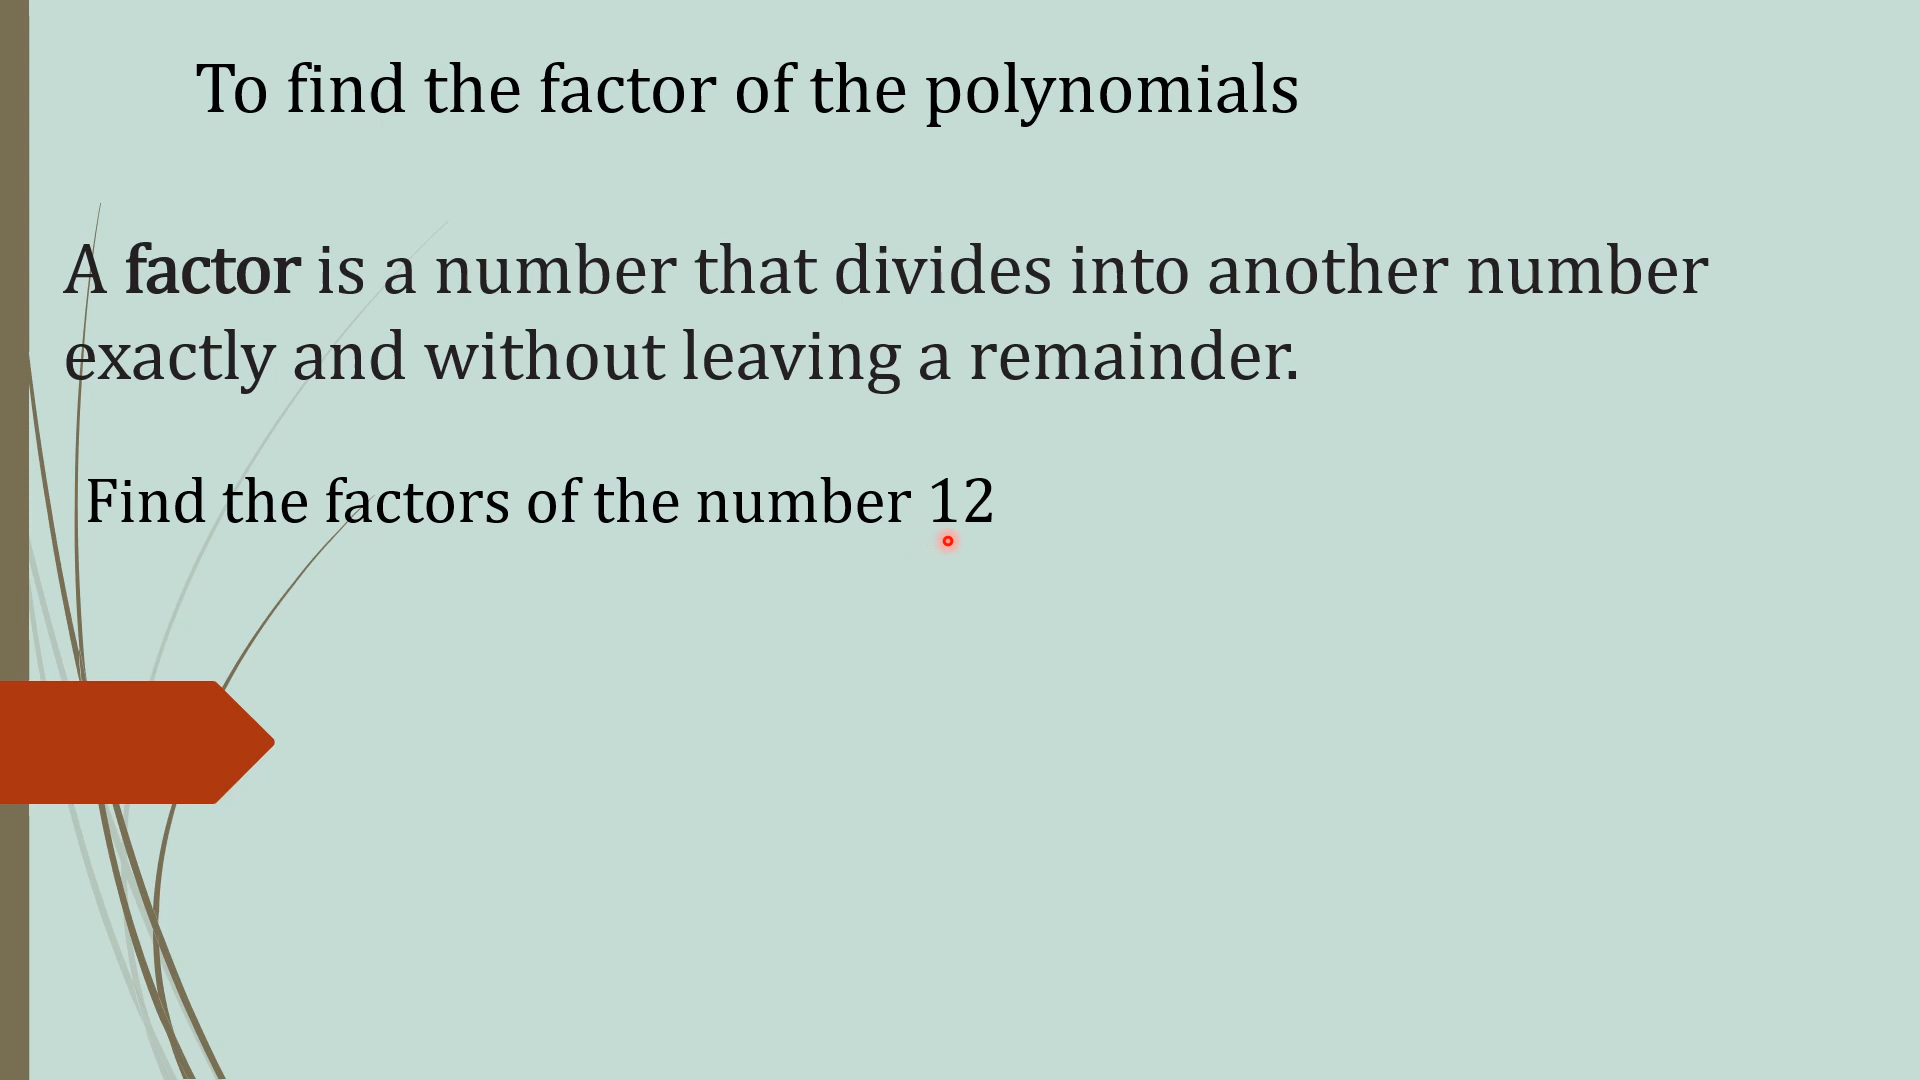 To find the factor of the polynomials
A factor is a number that divides into another number
exactly and without leaving a remainder.
Find the factors of the number 12